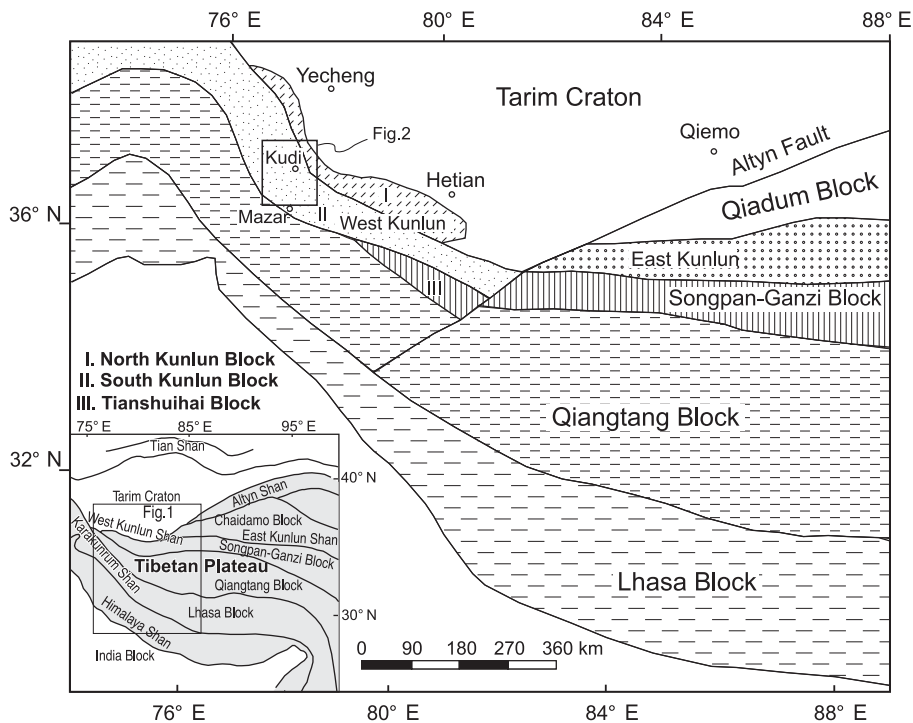 76° E 80° E 84° E 88° E
Yecheng
Tarim Craton
Fig.2
Qiemo
Altyn Fault
Kudi
Hetian
Qiadum Block
I
Mazar
II
West Kunlun
36° N
East Kunlun
III
Songpan-Ganzi Block
I. North Kunlun Block
II. South Kunlun Block
III. Tianshuihai Block
Qiangtang Block
32° N
Lhasa Block
75° E 85° E 95° E
Tian Shan
40° N
Tarim Craton
Altyn Shan
Fig.1
Chaidamo Block
West Kunlun Shan
East Kunlun Shan
Songpan-Ganzi Block
Karakunrum Shan
Tibetan Plateau
Qiangtang Block
Lhasa Block
30° N
Himalaya Shan
India Block
0 90 180 270 360 km
76° E 80° E 84° E 88° E